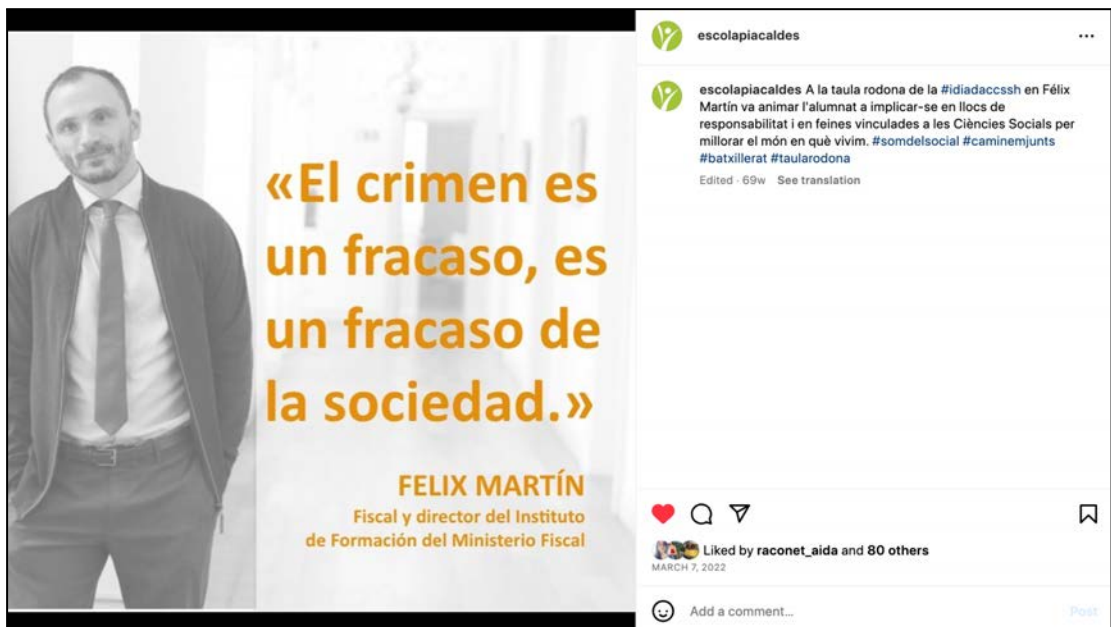 «El crimen es
un fracaso, es
un fracaso de
la sociedad.»
FELIX MARTÍN
Fiscal y director del Instituto
de Formación del Ministerio Fiscal
escolapiacaldes
escolapiacaldes A la taula rodona de la #idiadaccssh en Félix
Martín va animar l'alumnat a implicar-se en llocs de
responsabilitat i en feines vinculades a les Ciències Socials per
millorar el món en què vivim. #somdelsocial #caminemjunts
#batxillerat #taularodona
Edited · 69w See translation
Liked by raconet_aida and 80 others
MARCH 7, 2022
Add a comment...
Post